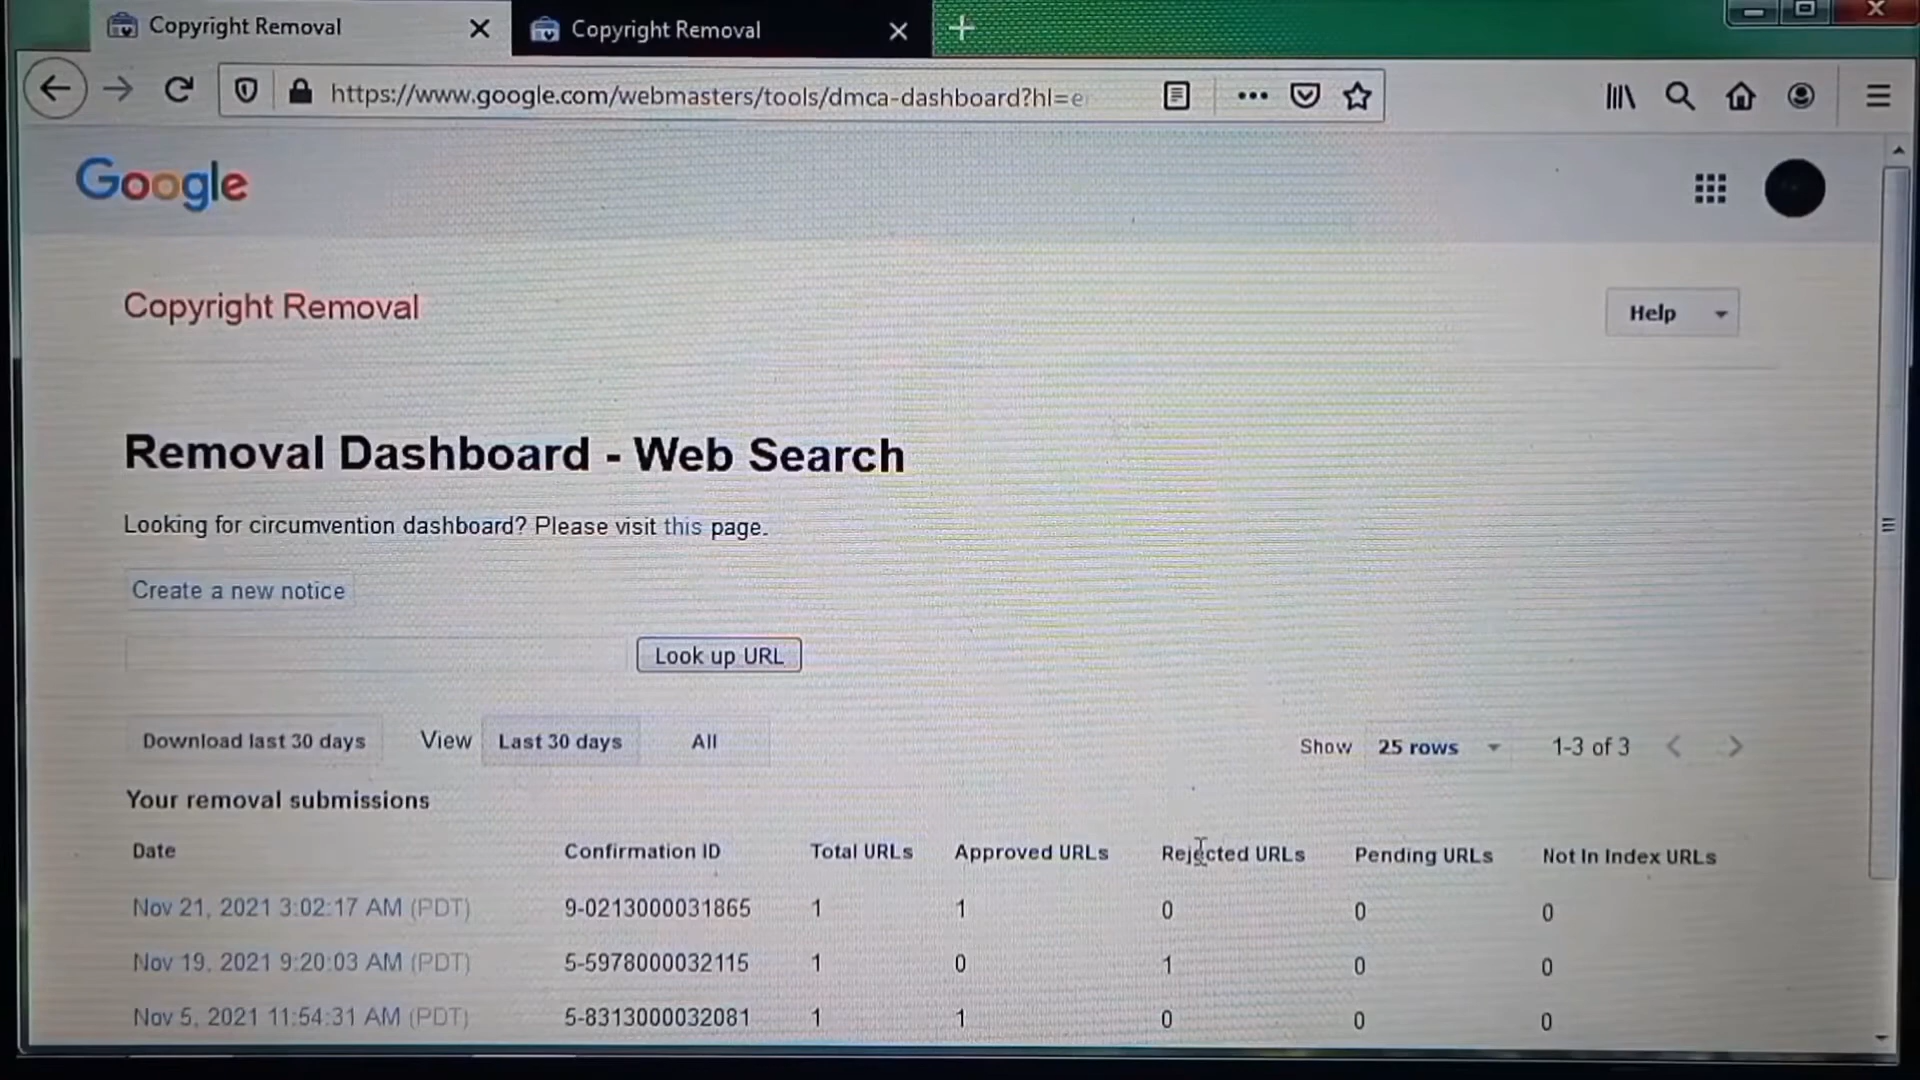 Copyright Removal
Copyright Removal
https://www.google.com/webmasters/tools/dmca-dashboard?hl=e
Google
Copyright Removal
Help
Removal Dashboard - Web Search
Looking for circumvention dashboard? Please visit this page.
Create a new notice
Look up URL
Download last 30 days View Last 30 days All Show 25 rows 1-3 of 3
Your removal submissions
Date Confirmation ID Total URLs Approved URLs Rejected URLs Pending URLs Not In Index URLs
Nov 21, 2021 3:02:17 AM (PDT) 9-0213000031865 1 1 0 0 0
Nov 19, 2021 9:20:03 AM (PDT) 5-5978000032115 1 0 1 0 0
Nov 5, 2021 11:54:31 AM (PDT) 5-8313000032081 1 1 0 0 0